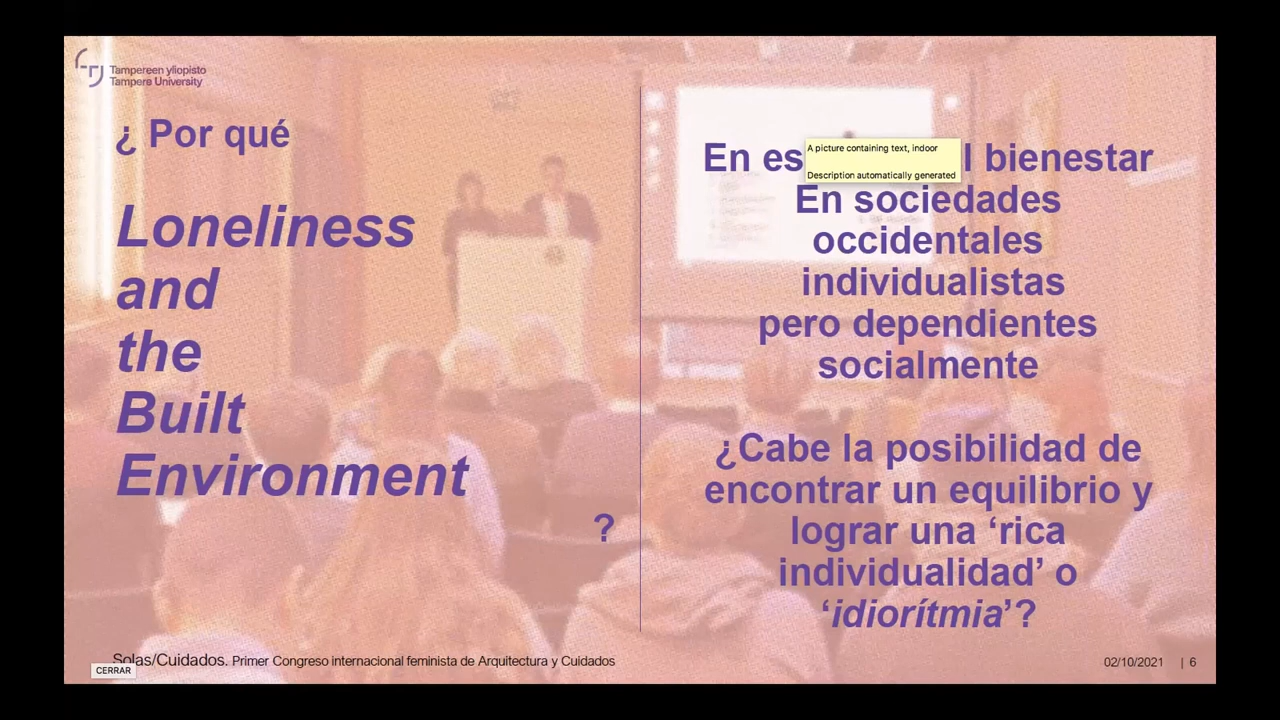 Tampereen yliopisto
Tampere University
¿ Por qué
Loneliness
and
the
Built
Environment
?
En es l bienestar
A picture containing text, indoor
Description automatically generated
En sociedades
occidentales
individualistas
pero dependientes
socialmente
¿Cabe la posibilidad de
encontrar un equilibrio y
lograr una ‘rica
individualidad’ o
‘idiorítmia’?
Solas/Cuidados. Primer Congreso internacional feminista de Arquitectura y Cuidados
CERRAR
02/10/2021 | 6